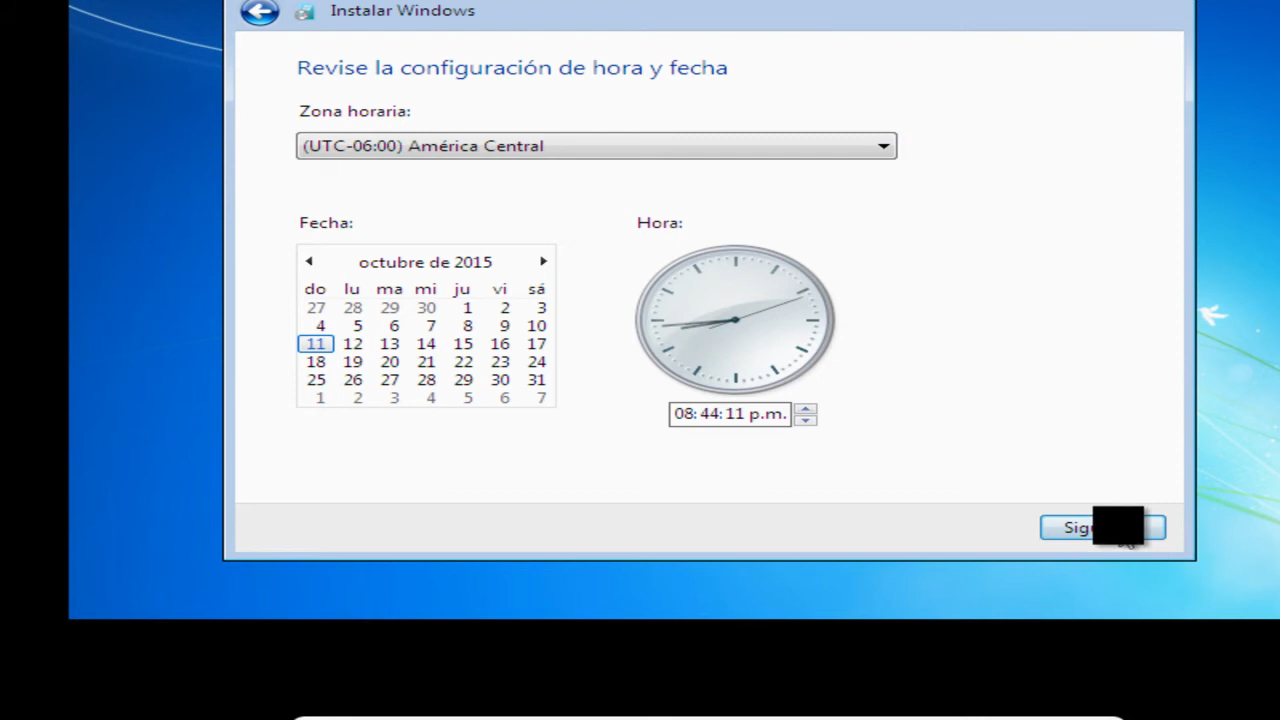 Instalar Windows
Revise la configuración de hora y fecha
Zona horaria:
(UTC-06:00) América Central
Fecha:
Hora:
octubre de 2015
do lu ma mi ju vi sá
27 28 29 30 1 2 3
4 5 6 7 8 9 10
11 12 13 14 15 16 17
18 19 20 21 22 23 24
25 26 27 28 29 30 31
1 2 3 4 5 6 7
08:44:11 p.m.